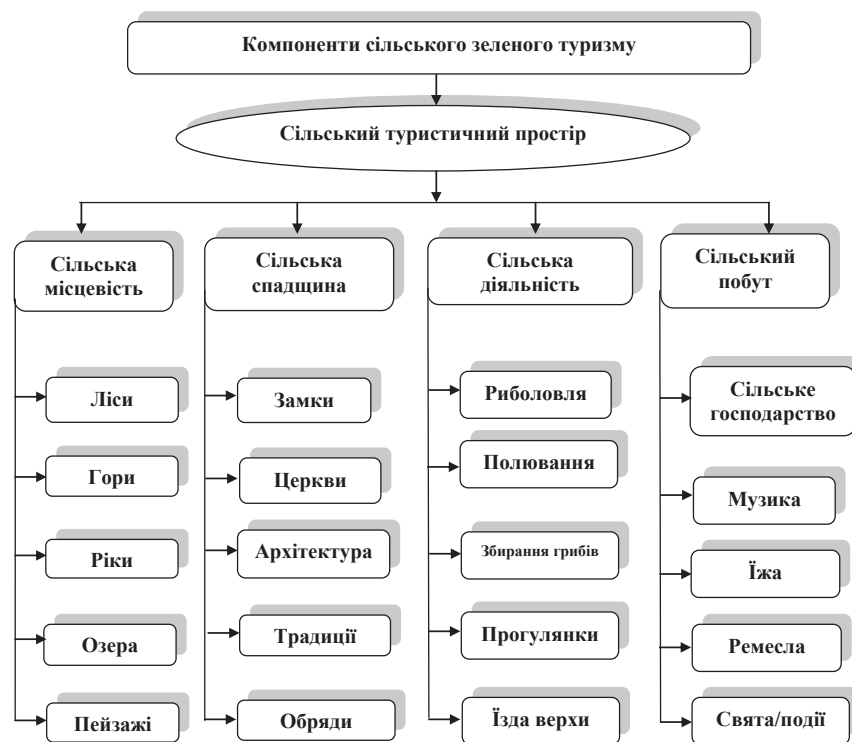 Компоненти сільського зеленого туризму
Сільський туристичний простір
Сільська
місцевість
Ліси
Гори
Ріки
Озера
Пейзажі
Сільська
спадщина
Замки
Церкви
Архітектура
Традиції
Обряди
Сільська
діяльність
Риболовля
Полювання
Збирання грибів
Прогулянки
Їзда верхи
Сільський
побут
Сільське
господарство
Музика
Їжа
Ремесла
Свята/події